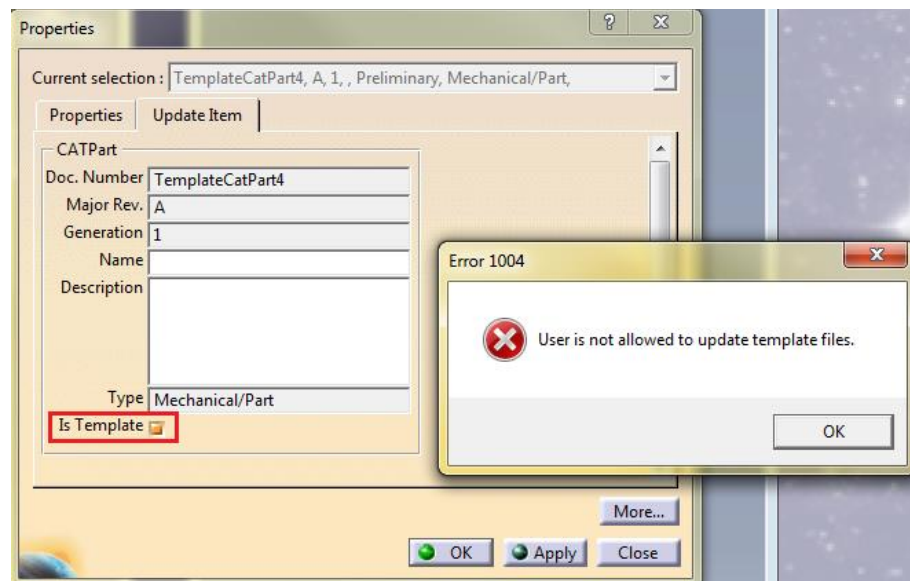 Properties
Current selection : TemplateCatPart4, A, 1, , Preliminary, Mechanical/Part,
Properties Update Item
CATPart
Doc. Number TemplateCatPart4
Major Rev. A
Generation 1
Name
Description
Type Mechanical/Part
Is Template
More...
OK Apply Close
Error 1004
User is not allowed to update template files.
OK